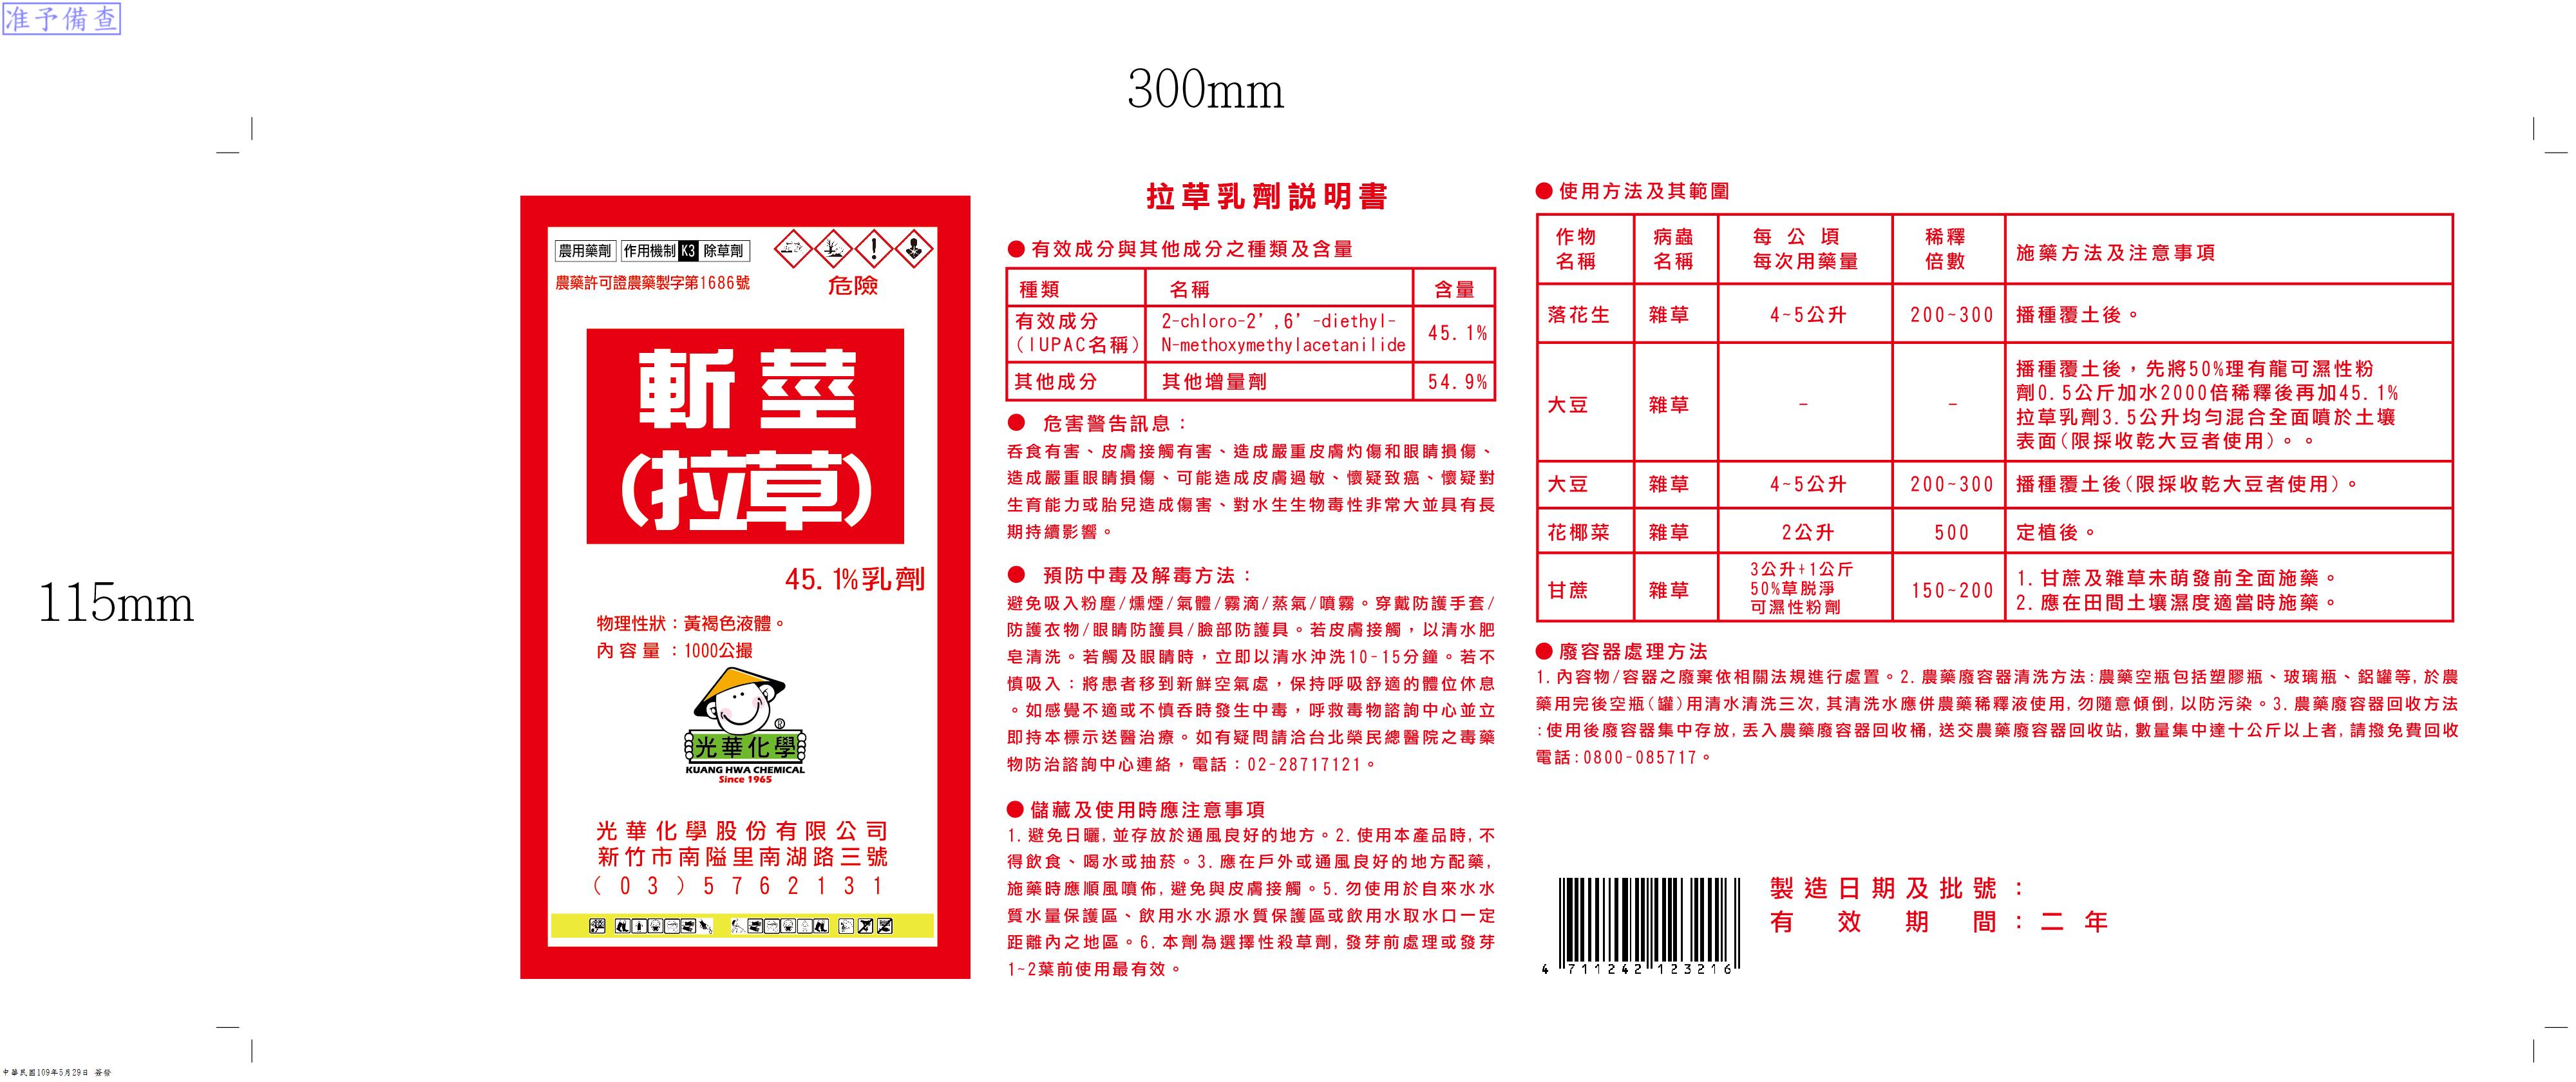 准予備查
300mm
115mm
農用藥劑 作用機制 K3 除草劑
農藥許可證農藥製字第1686號
危險
斬莖
(拉草)
45.1%乳劑
物理性狀：黃褐色液體。
內容量：1000公撮
®
光華化學
KUANG HWA CHEMICAL
Since 1965
光華化學股份有限公司
新竹市南隘里南湖路三號
(03)5762131
拉草乳劑説明書
● 有效成分與其他成分之種類及含量
種類 名稱 含量
有效成分 2-chloro-2’,6’-diethyl- 45.1%
(IUPAC名稱) N-methoxymethylacetanilide
其他成分 其他增量劑 54.9%
● 危害警告訊息：
吞食有害、皮膚接觸有害、造成嚴重皮膚灼傷和眼睛損傷、
造成嚴重眼睛損傷、可能造成皮膚過敏、懷疑致癌、懷疑對
生育能力或胎兒造成傷害、對水生生物毒性非常大並具有長
期持續影響。
● 預防中毒及解毒方法：
避免吸入粉塵/燻煙/氣體/霧滴/蒸氣/噴霧。穿戴防護手套/
防護衣物/眼睛防護具/臉部防護具。若皮膚接觸，以清水肥
皂清洗。若觸及眼睛時，立即以清水沖洗10-15分鐘。若不
慎吸入：將患者移到新鮮空氣處，保持呼吸舒適的體位休息
。如感覺不適或不慎吞時發生中毒，呼救毒物諮詢中心並立
即持本標示送醫治療。如有疑問請洽台北榮民總醫院之毒藥
物防治諮詢中心連絡，電話：02-28717121。
● 儲藏及使用時應注意事項
1.避免日曬,並存放於通風良好的地方。2.使用本產品時,不
得飲食、喝水或抽菸。3.應在戶外或通風良好的地方配藥,
施藥時應順風噴佈,避免與皮膚接觸。5.勿使用於自來水水
質水量保護區、飲用水水源水質保護區或飲用水取水口一定
距離內之地區。6.本劑為選擇性殺草劑,發芽前處理或發芽
1~2葉前使用最有效。
● 使用方法及其範圍
作物 病蟲 每公頃 稀釋 施藥方法及注意事項
名稱 名稱 每次用藥量 倍數
落花生 雜草 4~5公升 200~300 播種覆土後。
大豆 雜草 - - 播種覆土後，先將50%理有龍可濕性粉
劑0.5公斤加水2000倍稀釋後再加45.1%
拉草乳劑3.5公升均勻混合全面噴於土壤
表面(限採收乾大豆者使用)。。
大豆 雜草 4~5公升 200~300 播種覆土後(限採收乾大豆者使用)。
花椰菜 雜草 2公升 500 定植後。
甘蔗 雜草 3公升+1公斤 150~200 1.甘蔗及雜草未萌發前全面施藥。
50%草脱淨 2.應在田間土壤濕度適當時施藥。
可濕性粉劑
● 廢容器處理方法
1.內容物/容器之廢棄依相關法規進行處置。2.農藥廢容器清洗方法:農藥空瓶包括塑膠瓶、玻璃瓶、鋁罐等,於農
藥用完後空瓶(罐)用清水清洗三次,其清洗水應併農藥稀釋液使用,勿隨意傾倒,以防污染。3.農藥廢容器回收方法
:使用後廢容器集中存放,丟入農藥廢容器回收桶,送交農藥廢容器回收站,數量集中達十公斤以上者,請撥免費回收
電話:0800-085717。
製造日期及批號：
有效期間：二年
4 711242 123216
中華民國109年5月29日 簽發